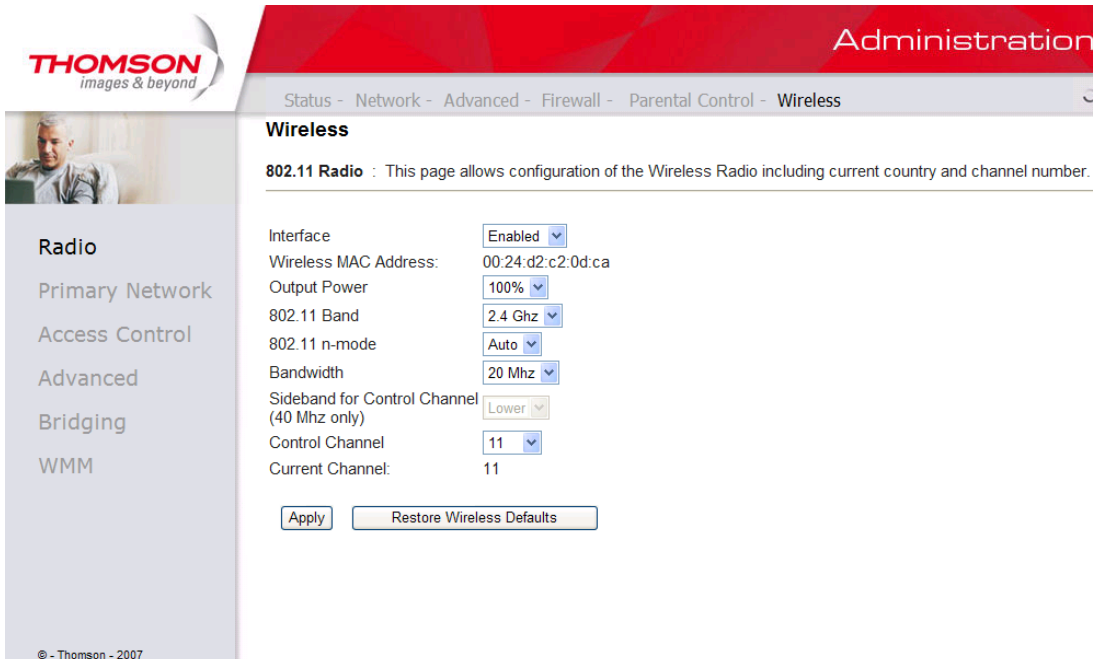 THOMSON
images & beyond
Administration
Status - Network - Advanced - Firewall - Parental Control - Wireless
Wireless
802.11 Radio : This page allows configuration of the Wireless Radio including current country and channel number.
Radio
Primary Network
Access Control
Advanced
Bridging
WMM
Interface Enabled
Wireless MAC Address: 00:24:d2:c2:0d:ca
Output Power 100%
802.11 Band 2.4 Ghz
802.11 n-mode Auto
Bandwidth 20 Mhz
Sideband for Control Channel
(40 Mhz only) Lower
Control Channel 11
Current Channel: 11
Apply Restore Wireless Defaults
© - Thomson - 2007